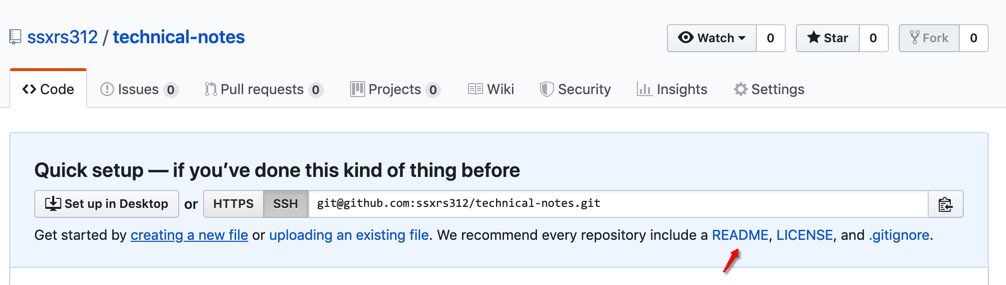 ssxrs312 / technical-notes
Watch 0 Star 0 Fork 0
Code Issues 0 Pull requests 0 Projects 0 Wiki Security Insights Settings
Quick setup — if you’ve done this kind of thing before
Set up in Desktop or HTTPS SSH git@github.com:ssxrs312/technical-notes.git
Get started by creating a new file or uploading an existing file. We recommend every repository include a README, LICENSE, and .gitignore.